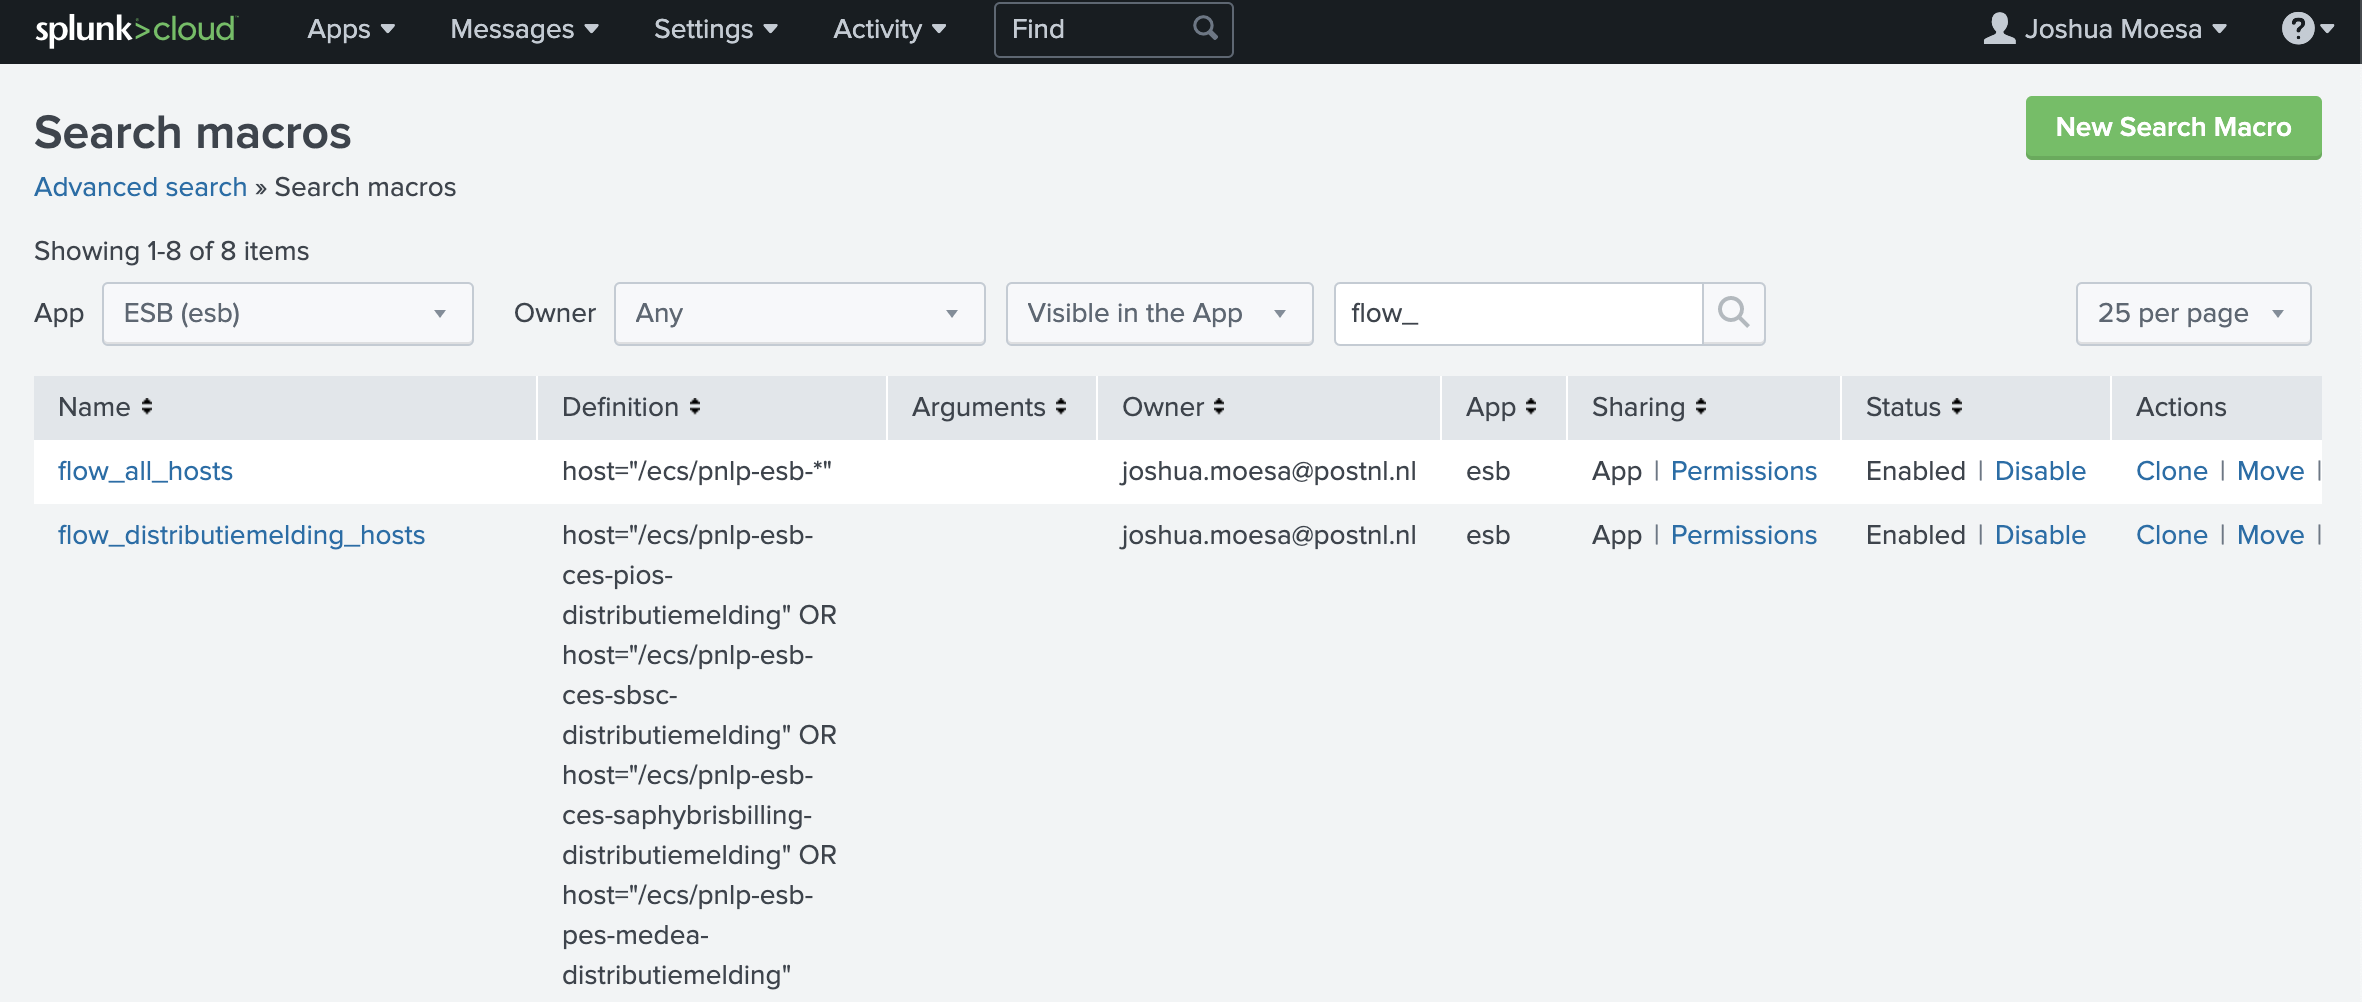 splunk>cloud Apps Messages Settings Activity Find Joshua Moesa ?
Search macros
New Search Macro
Advanced search » Search macros
Showing 1-8 of 8 items
App ESB (esb) Owner Any Visible in the App flow_ 25 per page
Name Definition Arguments Owner App Sharing Status Actions
flow_all_hosts host="/ecs/pnlp-esb-*" joshua.moesa@postnl.nl esb App | Permissions Enabled | Disable Clone | Move |
flow_distributiemelding_hosts host="/ecs/pnlp-esb- joshua.moesa@postnl.nl esb App | Permissions Enabled | Disable Clone | Move |
ces-pios-
distributiemelding" OR
host="/ecs/pnlp-esb-
ces-sbsc-
distributiemelding" OR
host="/ecs/pnlp-esb-
ces-saphybrisbilling-
distributiemelding" OR
host="/ecs/pnlp-esb-
pes-medea-
distributiemelding"